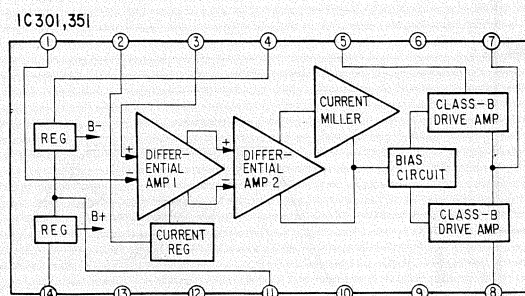 IC301,351
1 2 3 4 5 6 7
REG
B-
+
-
DIFFER-
ENTIAL
AMP 1
+
-
DIFFER-
ENTIAL
AMP 2
CURRENT
MILLER
CLASS-B
DRIVE AMP
BIAS
CIRCUIT
CLASS-B
DRIVE AMP
REG
B+
CURRENT
REG
14 13 12 11 10 9 8